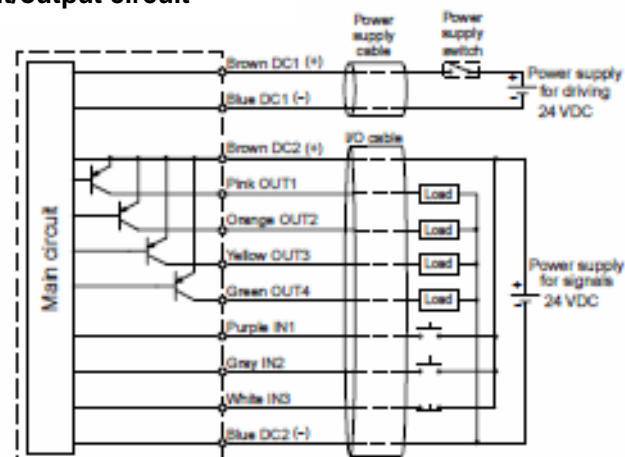 t/output circuit
Power
supply
cable
Power
supply
switch
Brown DC1 (+)
Blue DC1 (−)
Power supply
for driving
24 VDC
Brown DC2 (+)
I/O cable
Pink OUT1
Load
Orange OUT2
Load
Yellow OUT3
Load
Green OUT4
Load
Power supply
for signals
24 VDC
Main circuit
Purple IN1
Gray IN2
White IN3
Blue DC2 (−)
+
−
+
−